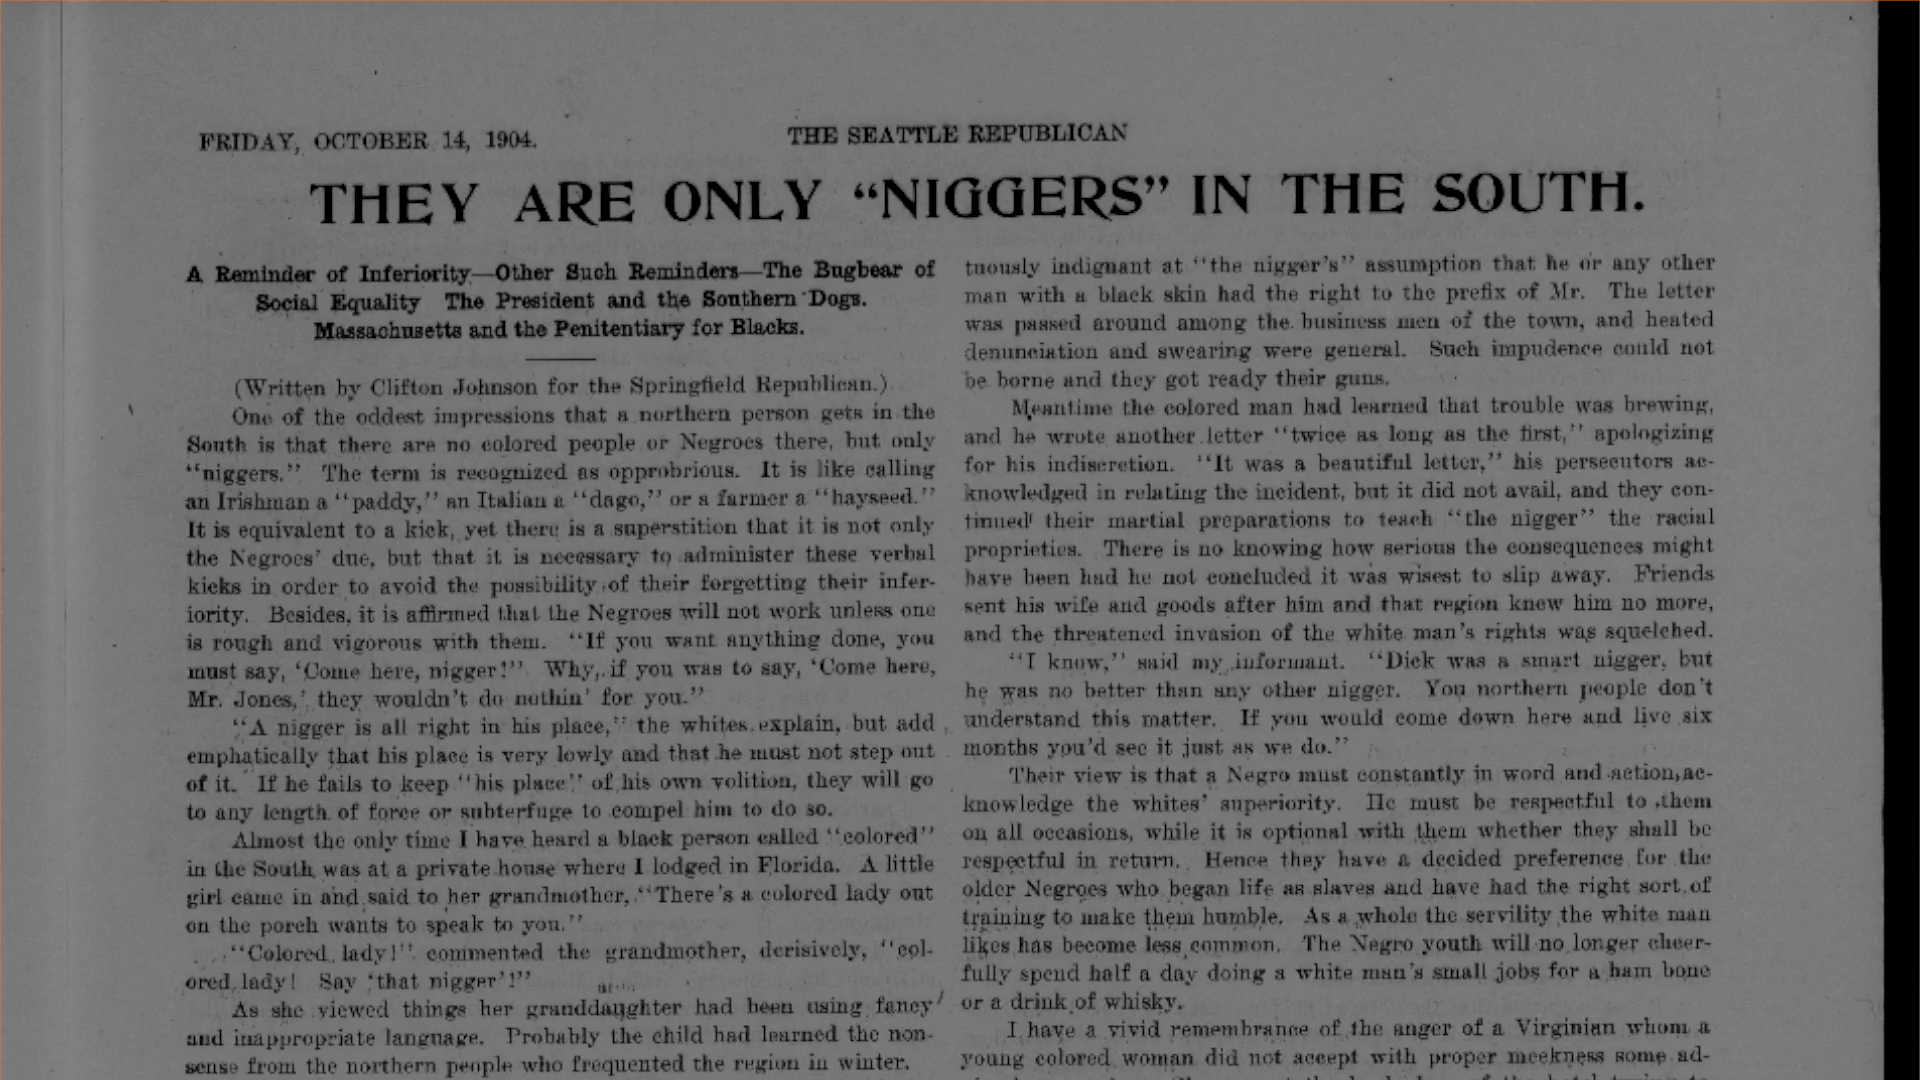 FRIDAY, OCTOBER 14, 1904.
THE SEATTLE REPUBLICAN
THEY ARE ONLY "NIGGERS" IN THE SOUTH.
A Reminder of Inferiority—Other Such Reminders—The Bugbear of
Social Equality The President and the Southern Dogs.
Massachusetts and the Penitentiary for Blacks.
(Written by Clifton Johnson for the Springfield Republican.)
One of the oddest impressions that a northern person gets in the
South is that there are no colored people or Negroes there, but only
"niggers." The term is recognized as opprobrious. It is like calling
an Irishman a "paddy," an Italian a "dago," or a farmer a "hayseed."
It is equivalent to a kick, yet there is a superstition that it is not only
the Negroes' due, but that it is necessary to administer these verbal
kicks in order to avoid the possibility of their forgetting their infer-
iority. Besides, it is affirmed that the Negroes will not work unless one
is rough and vigorous with them. "If you want anything done, you
must say, 'Come here, nigger!" Why, if you was to say, 'Come here,
Mr. Jones,' they wouldn't do nothin' for you."
"A nigger is all right in his place," the whites explain, but add
emphatically that his place is very lowly and that he must not step out
of it. If he fails to keep "his place" of his own volition, they will go
to any length of force or subterfuge to compel him to do so.
Almost the only time I have heard a black person called "colored"
in the South was at a private house where I lodged in Florida. A little
girl came in and said to her grandmother, "There's a colored lady out
on the porch wants to speak to you."
"Colored lady!" commented the grandmother, derisively, "col-
ored lady! Say 'that nigger'!"
As she viewed things her granddaughter had been using fancy
and inappropriate language. Probably the child had learned the non-
sense from the northern people who frequented the region in winter.
tuously indignant at "the nigger's" assumption that he or any other
man with a black skin had the right to the prefix of Mr. The letter
was passed around among the business men of the town, and heated
denunciation and swearing were general. Such impudence could not
be borne and they got ready their guns.
Meantime the colored man had learned that trouble was brewing,
and he wrote another letter "twice as long as the first," apologizing
for his indiscretion. "It was a beautiful letter," his persecutors ac-
knowledged in relating the incident, but it did not avail, and they con-
tinued their martial preparations to teach "the nigger" the racial
proprieties. There is no knowing how serious the consequences might
have been had he not concluded it was wisest to slip away. Friends
sent his wife and goods after him and that region knew him no more,
and the threatened invasion of the white man's rights was squelched.
"I know," said my informant. "Dick was a smart nigger, but
he was no better than any other nigger. You northern people don't
understand this matter. If you would come down here and live six
months you'd see it just as we do."
Their view is that a Negro must constantly in word and action, ac-
knowledge the whites' superiority. He must be respectful to them
on all occasions, while it is optional with them whether they shall be
respectful in return. Hence they have a decided preference for the
older Negroes who began life as slaves and have had the right sort of
training to make them humble. As a whole the servility the white man
likes has become less common. The Negro youth will no longer cheer-
fully spend half a day doing a white man's small jobs for a ham bone
or a drink of whisky.
I have a vivid remembrance of the anger of a Virginian whom a
young colored woman did not accept with proper meekness some ad-